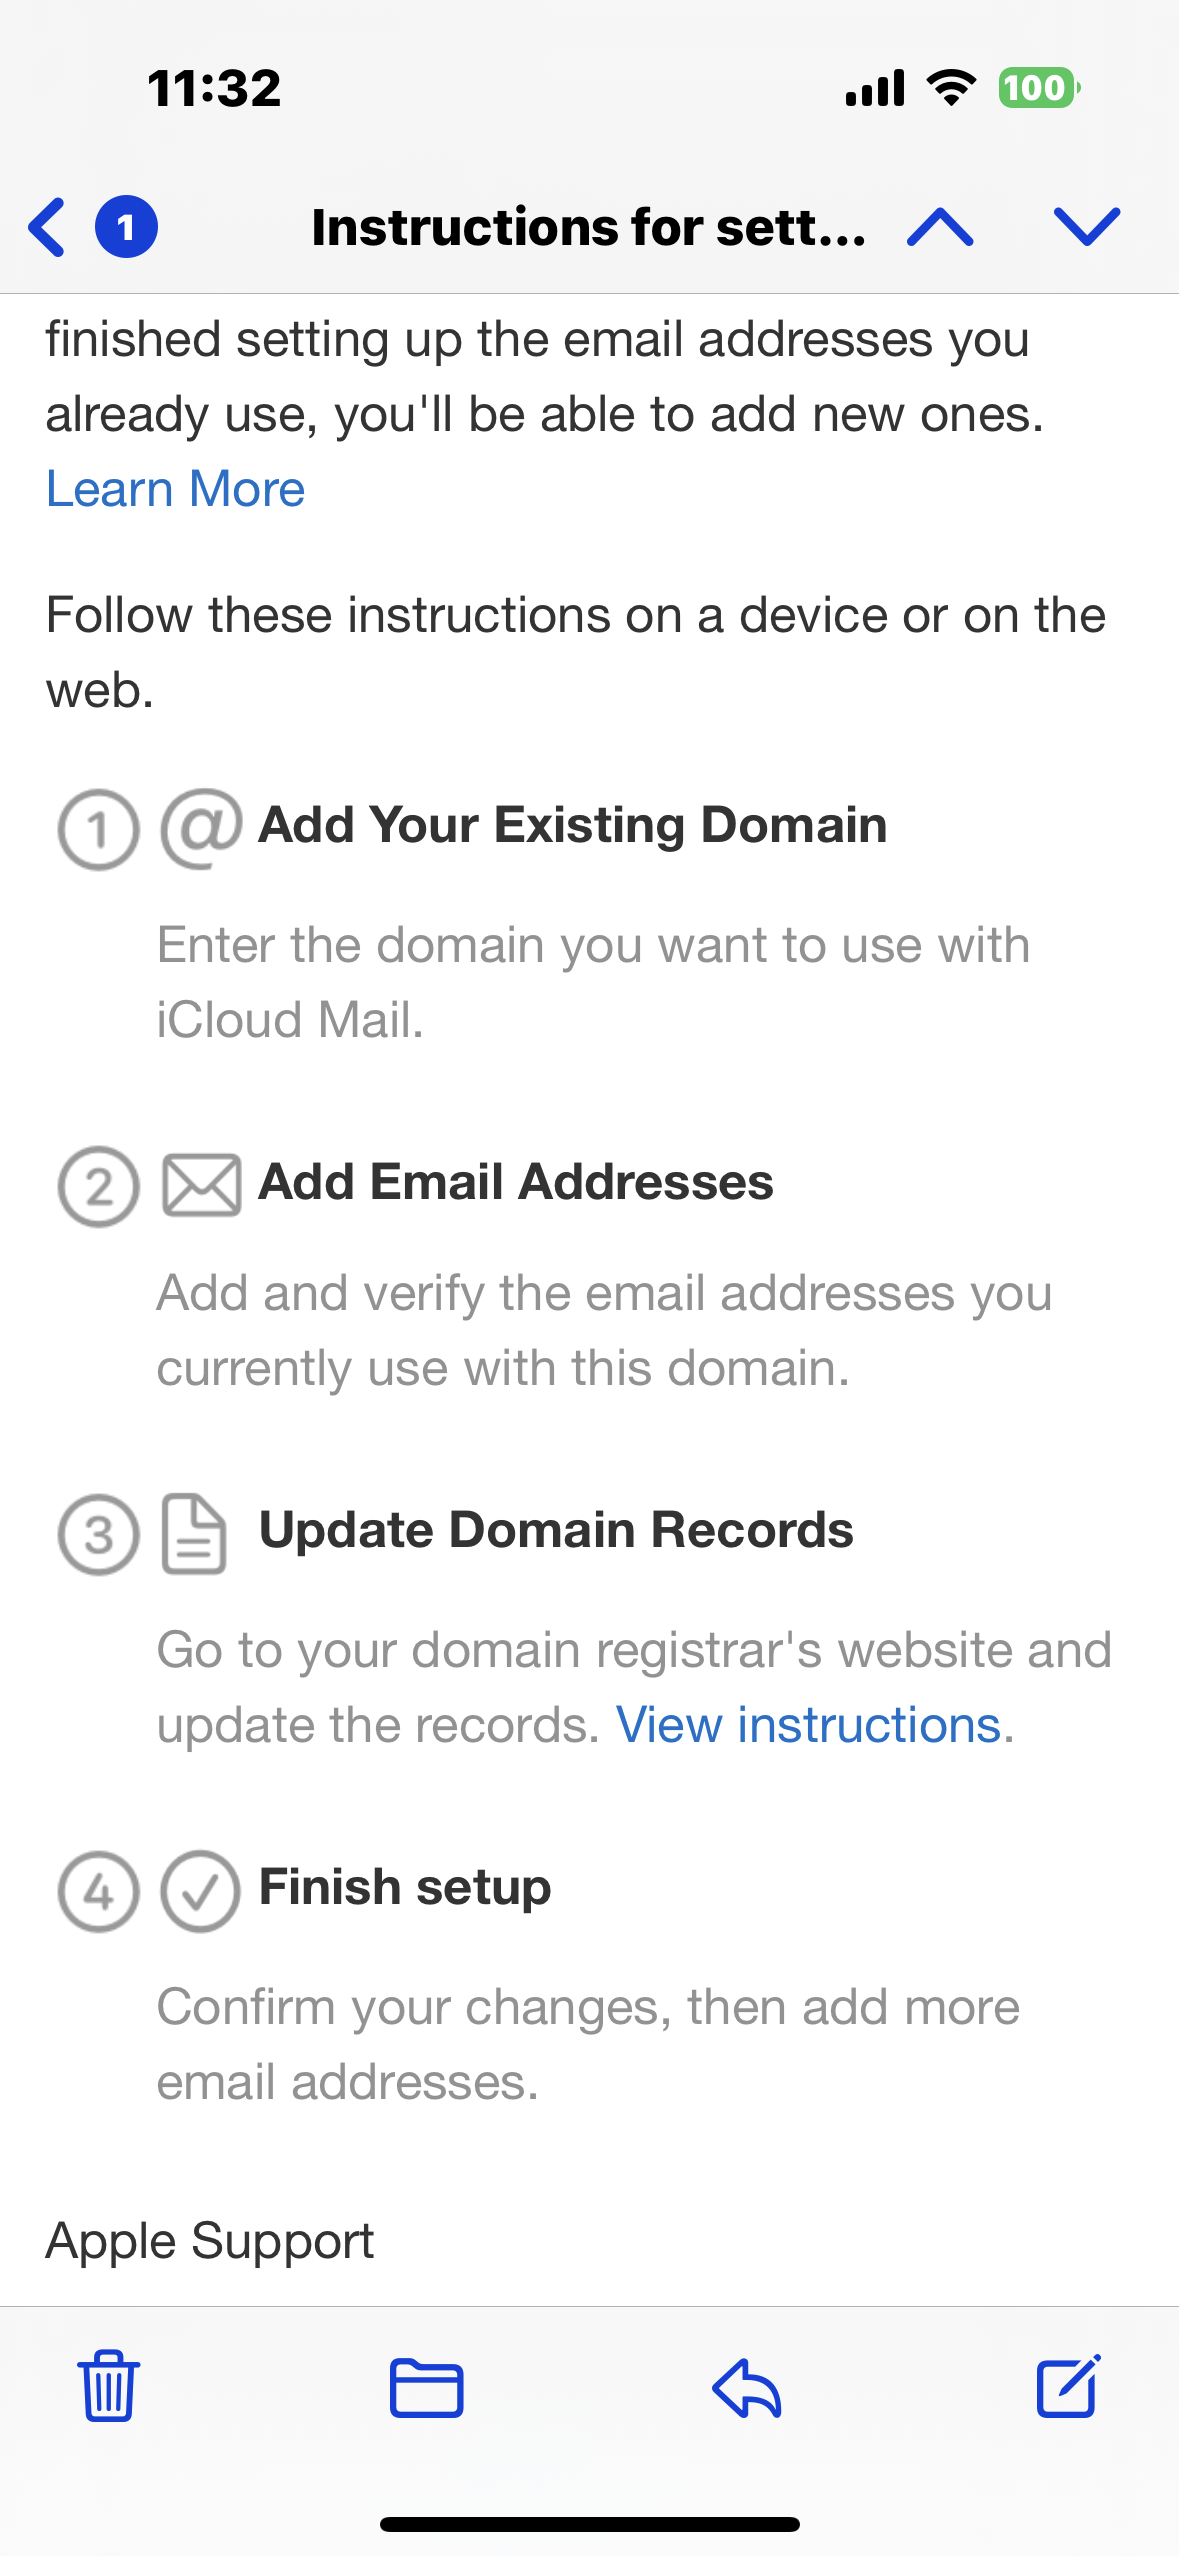 11:32
100
1
Instructions for sett...
finished setting up the email addresses you
already use, you'll be able to add new ones.
Learn More
Follow these instructions on a device or on the
web.
1 @ Add Your Existing Domain
Enter the domain you want to use with
iCloud Mail.
2 Add Email Addresses
Add and verify the email addresses you
currently use with this domain.
3 Update Domain Records
Go to your domain registrar's website and
update the records. View instructions.
4 Finish setup
Confirm your changes, then add more
email addresses.
Apple Support